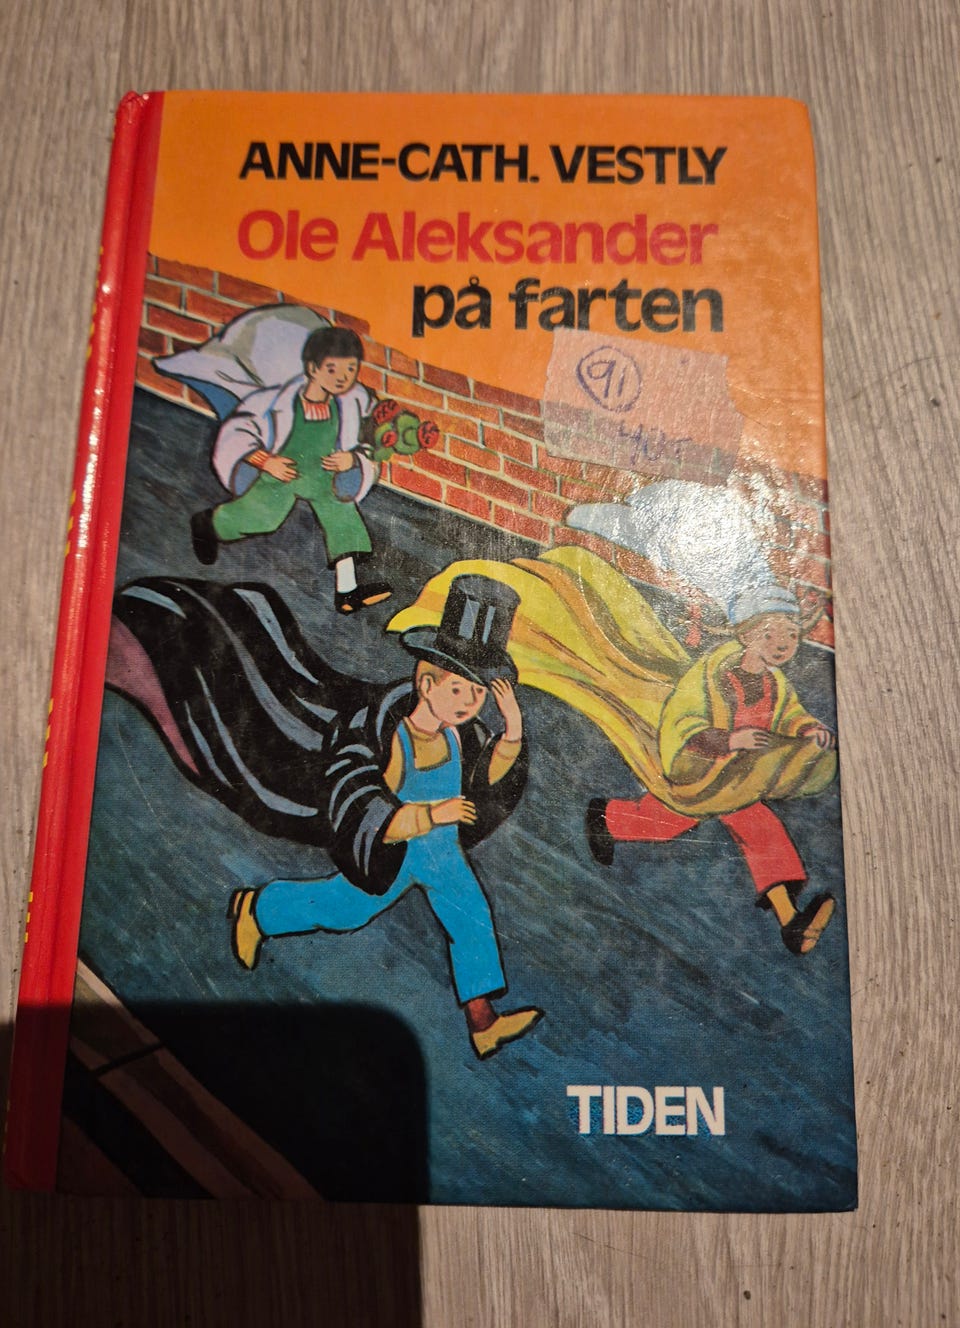 ANNE-CATH. VESTLY
Ole Aleksander
på farten
91
TIDEN